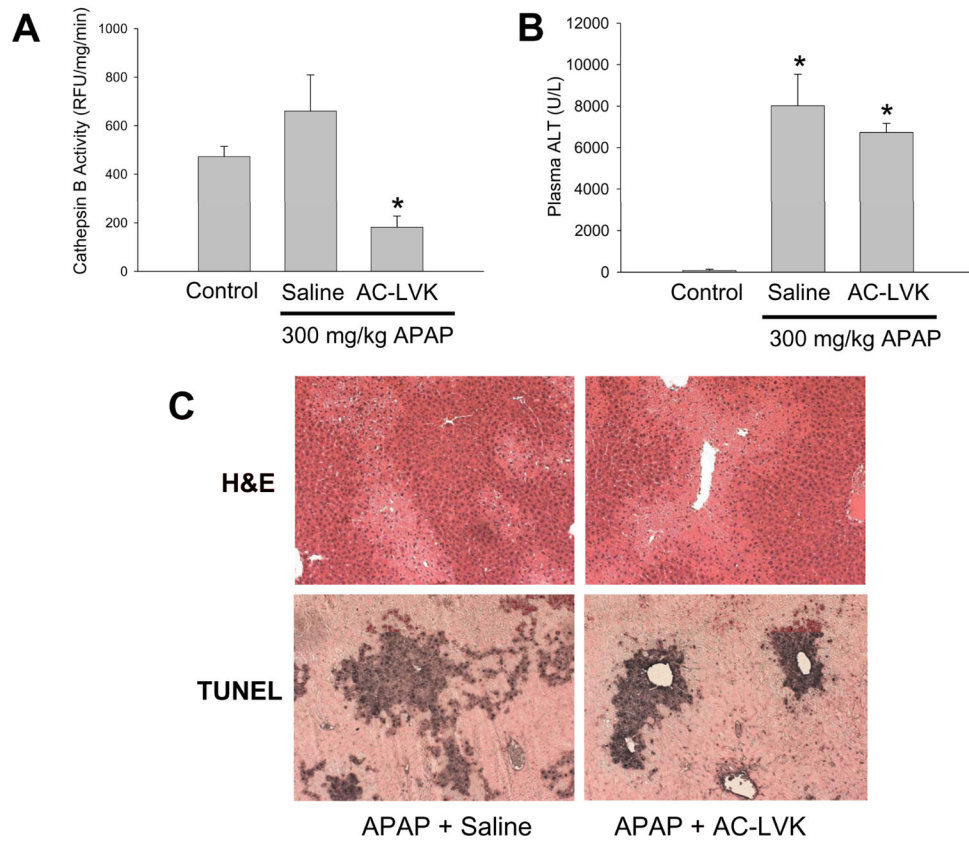 A
Cathepsin B Activity (RFU/mg/min)
1000
800
600
400
200
0
*
Control
Saline
AC-LVK
300 mg/kg APAP
B
Plasma ALT (U/L)
12000
10000
8000
6000
4000
2000
0
*
*
Control
Saline
AC-LVK
300 mg/kg APAP
C
H&E
TUNEL
APAP + Saline
APAP + AC-LVK